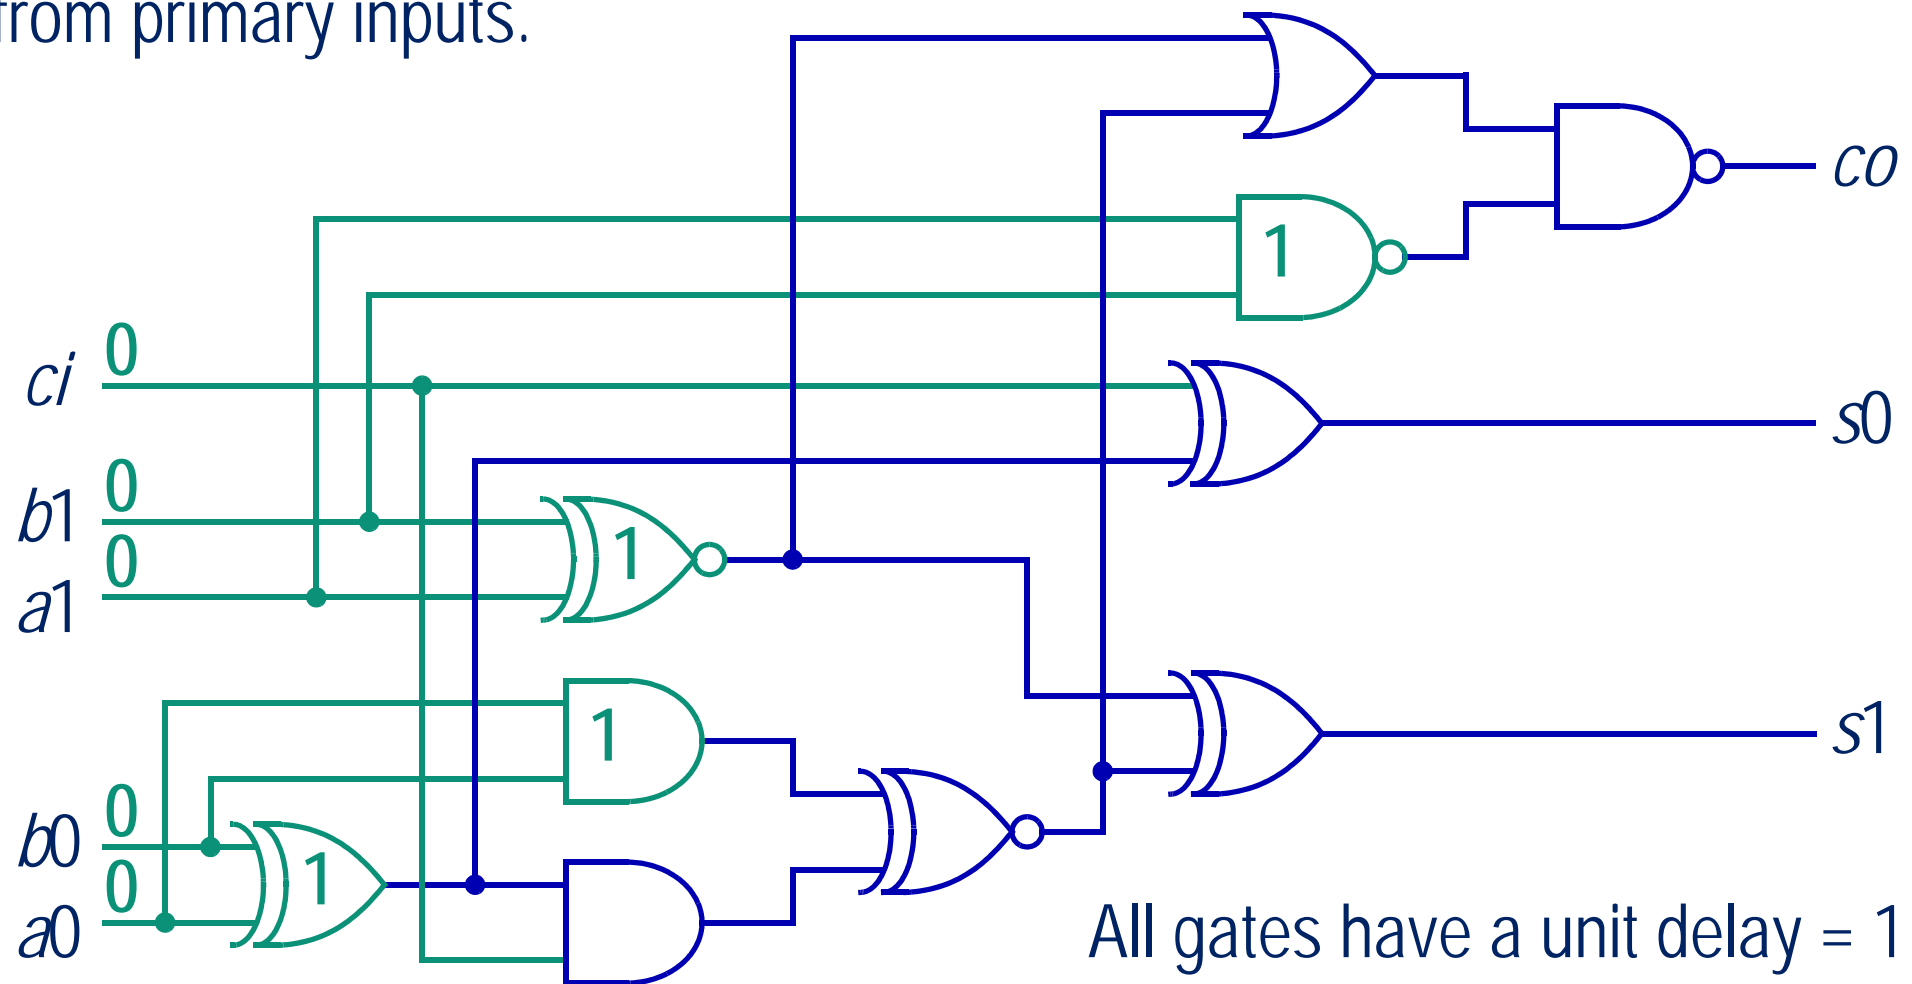 from primary inputs.
co
1
0
ci
s0
0
b1
1
0
a1
1
s1
0
b0
1
0
a0
All gates have a unit delay = 1